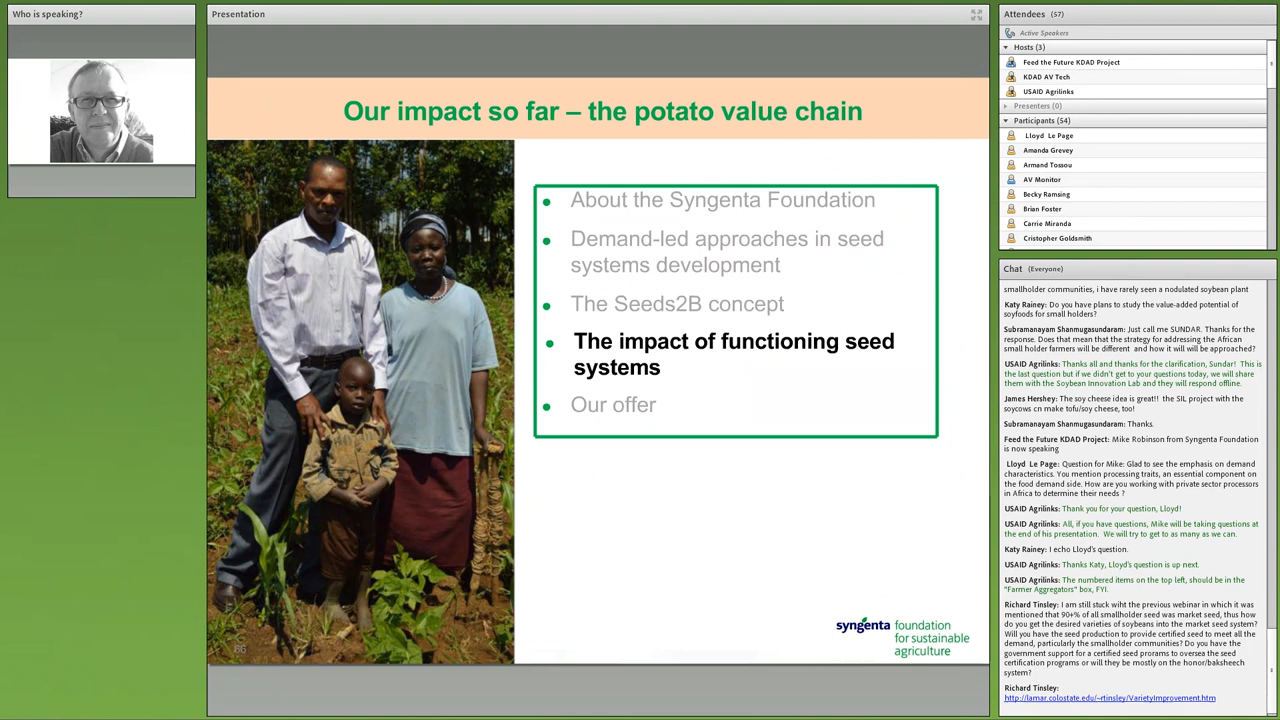 Who is speaking?
Presentation
Our impact so far – the potato value chain
• About the Syngenta Foundation
• Demand-led approaches in seed
systems development
• The Seeds2B concept
• The impact of functioning seed
systems
• Our offer
66
syngenta foundation
for sustainable
agriculture
Attendees (57)
Active Speakers
Hosts (3)
Feed the Future KDAD Project
KDAD AV Tech
USAID Agrilinks
Presenters (0)
Participants (54)
Lloyd Le Page
Amanda Grevey
Armand Tossou
AV Monitor
Becky Ramsing
Brian Foster
Carrie Miranda
Cristopher Goldsmith
Chat (Everyone)
smallholder communities, i have rarely seen a nodulated soybean plant
Katy Rainey: Do you have plans to study the value-added potential of
soyfoods for small holders?
Subramanayam Shanmugasundaram: Just call me SUNDAR. Thanks for the
response. Does that mean that the strategy for addressing the African
small holder farmers will be different and how it will will be approached?
USAID Agrilinks: Thanks all and thanks for the clarification, Sundar! This is
the last question but if we didn't get to your questions today, we will share
them with the Soybean Innovation Lab and they will respond offline.
James Hershey: The soy cheese idea is great!! the SIL project with the
soycows cn make tofu/soy cheese, too!
Subramanayam Shanmugasundaram: Thanks.
Feed the Future KDAD Project: Mike Robinson from Syngenta Foundation
is now speaking
Lloyd Le Page: Question for Mike: Glad to see the emphasis on demand
characteristics. You mention processing traits, an essential component on
the food demand side. How are you working with private sector processors
in Africa to determine their needs ?
USAID Agrilinks: Thank you for your question, Lloyd!
USAID Agrilinks: All, if you have questions, Mike will be taking questions at
the end of his presentation. We will try to get to as many as we can.
Katy Rainey: I echo Lloyd's question.
USAID Agrilinks: Thanks Katy, Lloyd's question is up next.
USAID Agrilinks: The numbered items on the top left, should be in the
"Farmer Aggregators" box, FYI.
Richard Tinsley: I am still stuck wiht the previous webinar in which it was
mentioned that 90+% of all smallholder seed was market seed, thus how
do you get the desired varieties of soybeans into the market seed system?
Will you have the seed production to provide certified seed to meet all the
demand, particularly the smallholder communities? Do you have the
government support for a certified seed prorams to oversea the seed
certification programs or will they be mostly on the honor/baksheech
system?
Richard Tinsley:
http://lamar.colostate.edu/~rtinsley/VarietyImprovement.htm